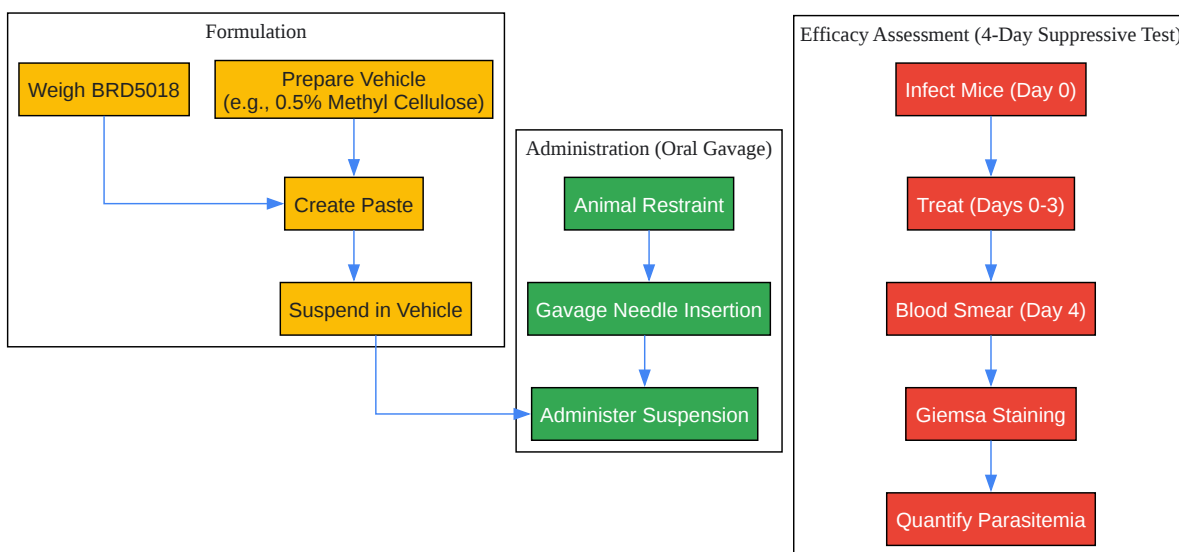 Formulation
Weigh BRD5018
Prepare Vehicle
(e.g., 0.5% Methyl Cellulose)
Create Paste
Suspend in Vehicle
Administration (Oral Gavage)
Animal Restraint
Gavage Needle Insertion
Administer Suspension
Efficacy Assessment (4-Day Suppressive Test)
Infect Mice (Day 0)
Treat (Days 0-3)
Blood Smear (Day 4)
Giemsa Staining
Quantify Parasitemia